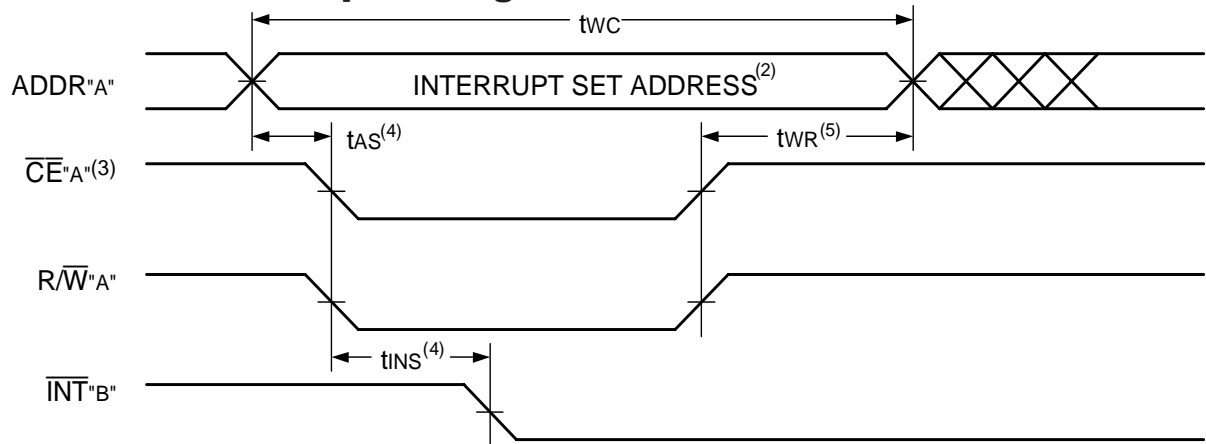 tWC
ADDR"A"
INTERRUPT SET ADDRESS(2)
tAS(4)
tWR(5)
CE"A"(3)
R/W"A"
tINS(4)
INT"B"